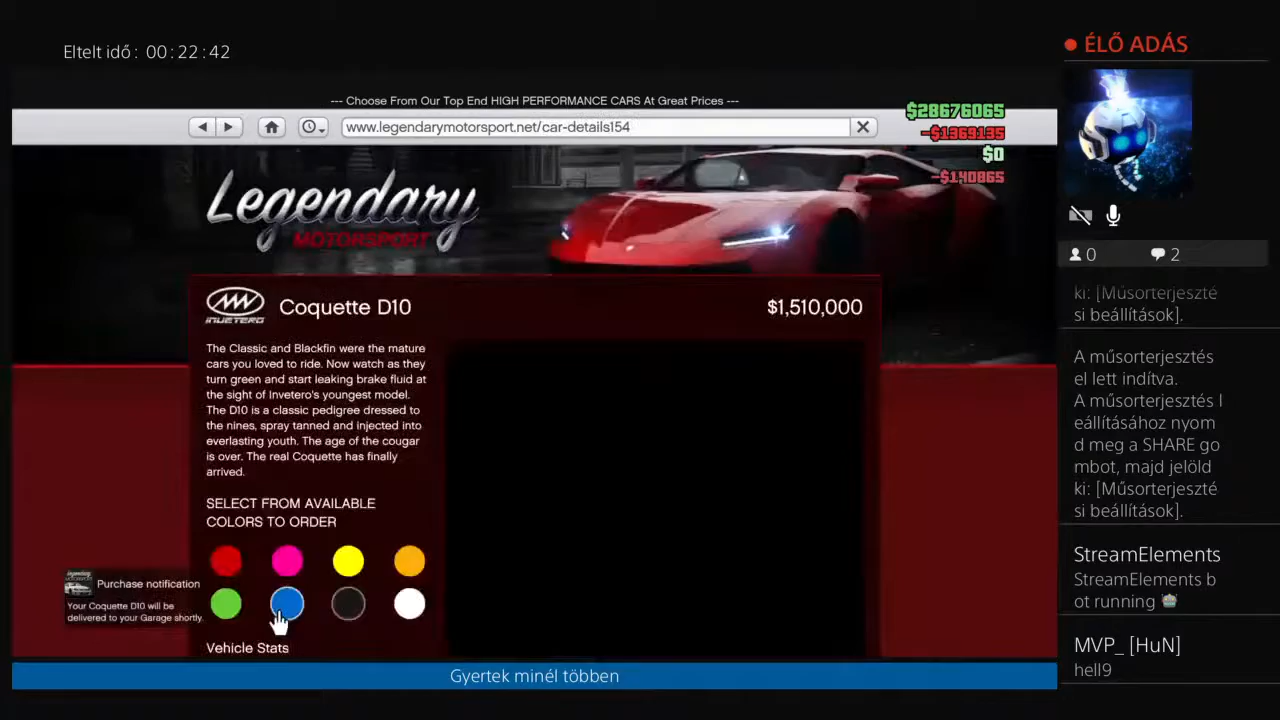 Eltelt idő: 00:22:42
ÉLŐ ADÁS
--- Choose From Our Top End HIGH PERFORMANCE CARS At Great Prices ---
www.legendarymotorsport.net/car-details154
$28676065
-$1369135
$0
-$140865
Legendary
MOTORSPORT
INVETERO
Coquette D10
$1,510,000
The Classic and Blackfin were the mature
cars you loved to ride. Now watch as they
turn green and start leaking brake fluid at
the sight of Invetero's youngest model.
The D10 is a classic pedigree dressed to
the nines, spray tanned and injected into
everlasting youth. The age of the cougar
is over. The real Coquette has finally
arrived.
SELECT FROM AVAILABLE
COLORS TO ORDER
Purchase notification
Your Coquette D10 will be
delivered to your Garage shortly.
Vehicle Stats
Gyertek minél többen
0
2
ki: [Műsorterjeszté
si beállítások].
A műsorterjesztés
el lett indítva.
A műsorterjesztés l
eállításához nyom
d meg a SHARE go
mbot, majd jelöld
ki: [Műsorterjeszté
si beállítások].
StreamElements
StreamElements b
ot running
MVP_ [HuN]
hell9